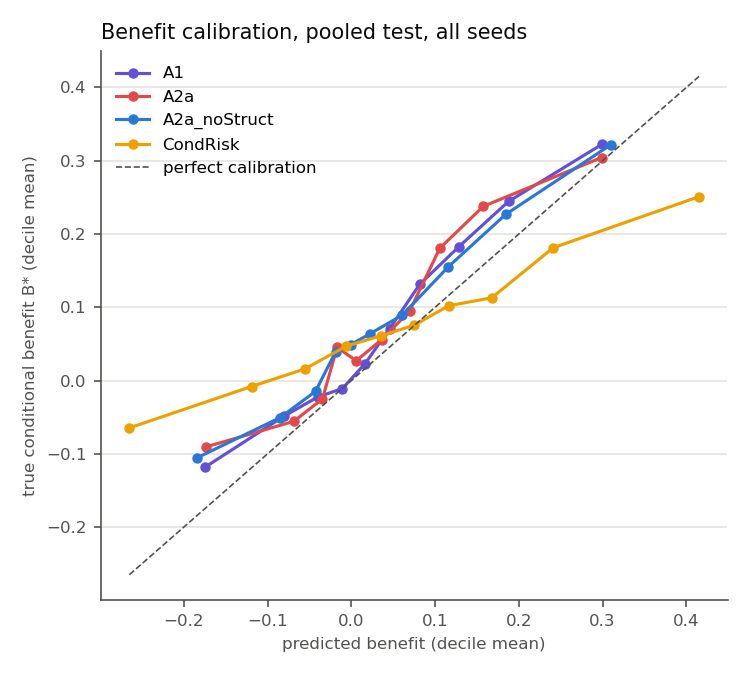 Benefit calibration, pooled test, all seeds
A1
A2a
A2a_noStruct
CondRisk
perfect calibration
true conditional benefit B* (decile mean)
0.4
0.3
0.2
0.1
0.0
−0.1
−0.2
−0.2
−0.1
0.0
0.1
0.2
0.3
0.4
predicted benefit (decile mean)